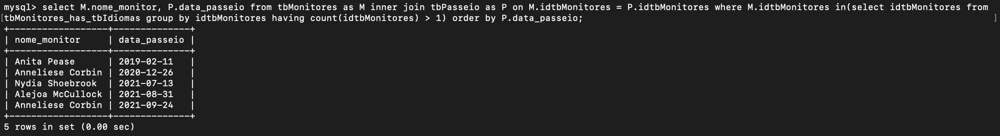 mysql> select M.nome_monitor, P.data_passeio from tbMonitores as M inner join tbPasseio as P on M.idtbMonitores = P.idtbMonitores where M.idtbMonitores in(select idtbMonitores from
[tbMonitores_has_tbIdiomas group by idtbMonitores having count(idtbMonitores) > 1) order by P.data_passeio; ]
+------------------+---------------+
| nome_monitor     | data_passeio |
+------------------+---------------+
| Anita Pease      | 2019-02-11   |
| Anneliese Corbin | 2020-12-26   |
| Nydia Shoebrook  | 2021-07-13   |
| Alejoa McCullock | 2021-08-31   |
| Anneliese Corbin | 2021-09-24   |
+------------------+---------------+
5 rows in set (0.00 sec)